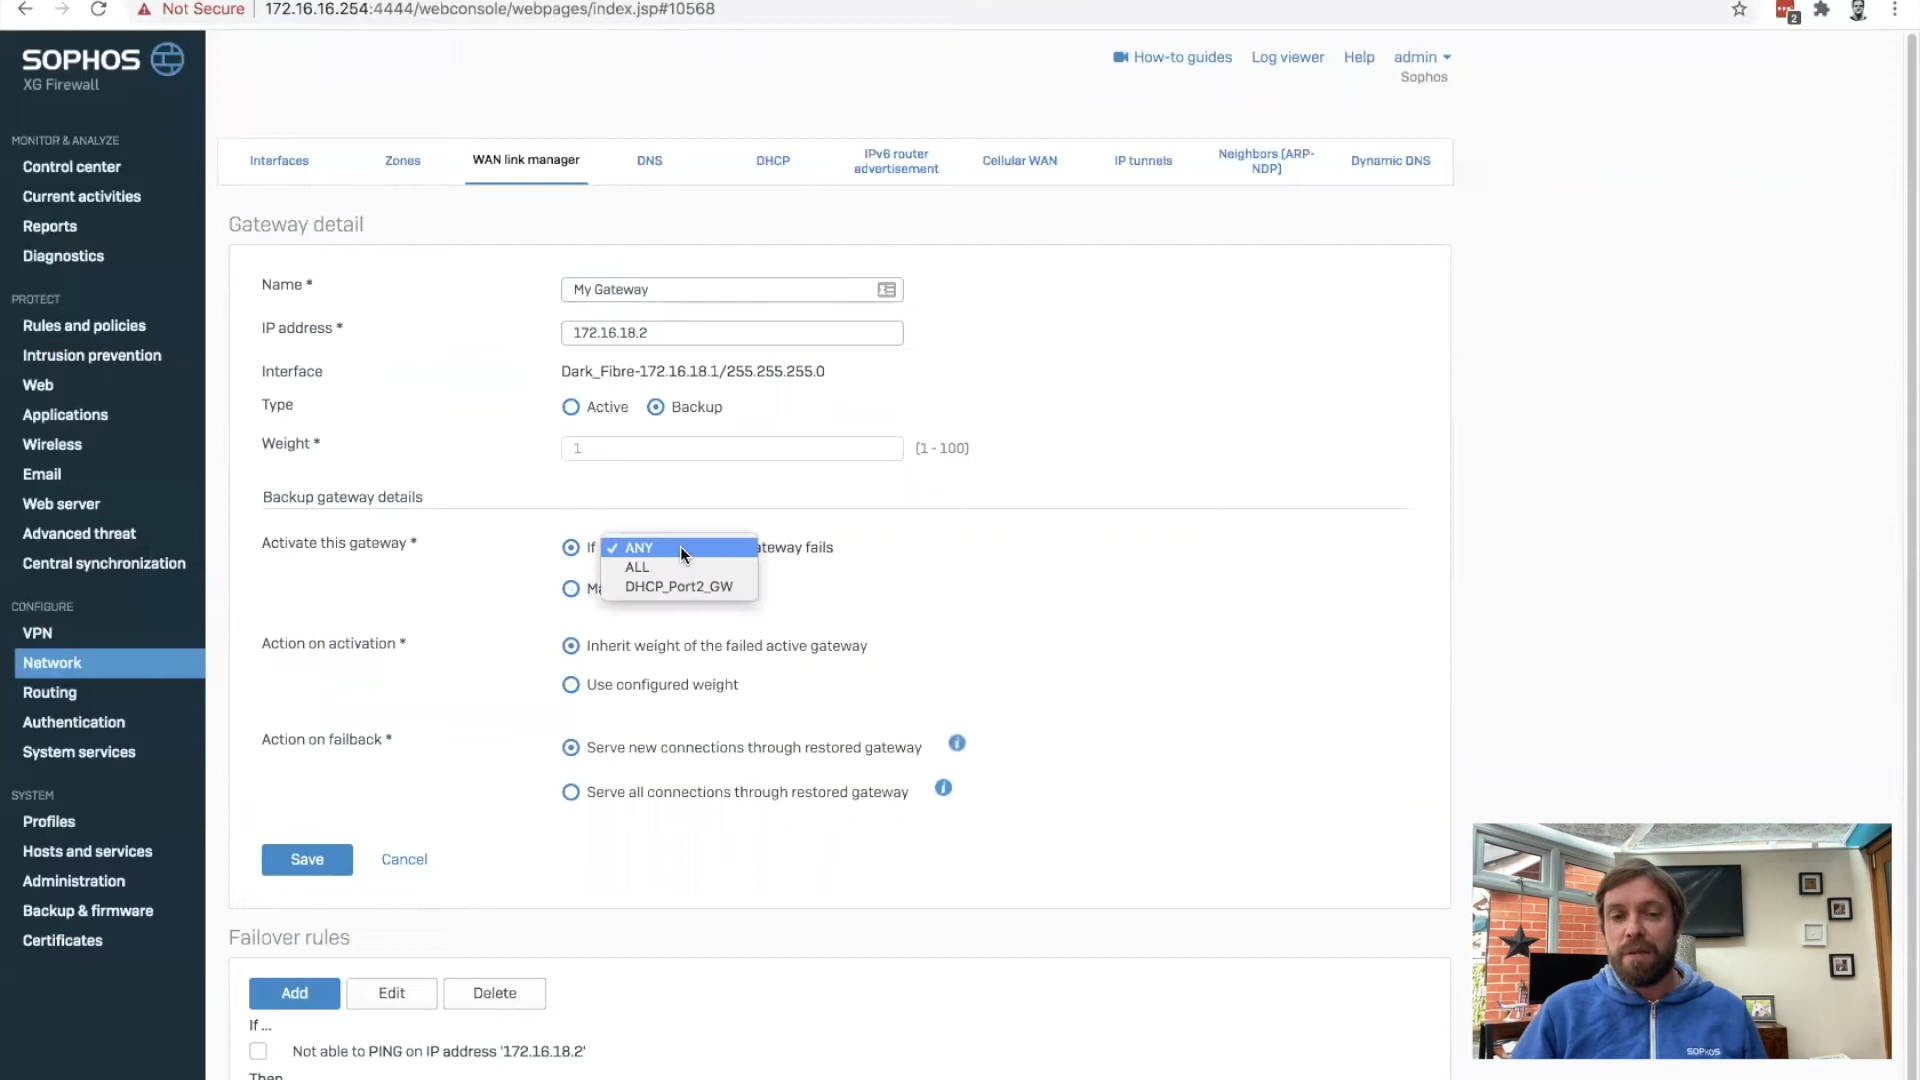 Not Secure 172.16.16.254:4444/webconsole/webpages/index.jsp#10568
2
SOPHOS
XG Firewall
How-to guides Log viewer Help admin
Sophos
MONITOR & ANALYZE
Control center
Current activities
Reports
Diagnostics
PROTECT
Rules and policies
Intrusion prevention
Web
Applications
Wireless
Email
Web server
Advanced threat
Central synchronization
CONFIGURE
VPN
Network
Routing
Authentication
System services
SYSTEM
Profiles
Hosts and services
Administration
Backup & firmware
Certificates
Interfaces Zones WAN link manager DNS DHCP IPv6 router advertisement Cellular WAN IP tunnels Neighbors (ARP-NDP) Dynamic DNS
Gateway detail
Name * My Gateway
IP address * 172.16.18.2
Interface Dark_Fibre-172.16.18.1/255.255.255.0
Type Active Backup
Weight * 1 (1 - 100)
Backup gateway details
Activate this gateway * If ANY ateway fails
ALL
DHCP_Port2_GW
Ma
Action on activation * Inherit weight of the failed active gateway
Use configured weight
Action on failback * Serve new connections through restored gateway
Serve all connections through restored gateway
Save Cancel
Failover rules
Add Edit Delete
If ...
Not able to PING on IP address '172.16.18.2'
Then
SOPHOS